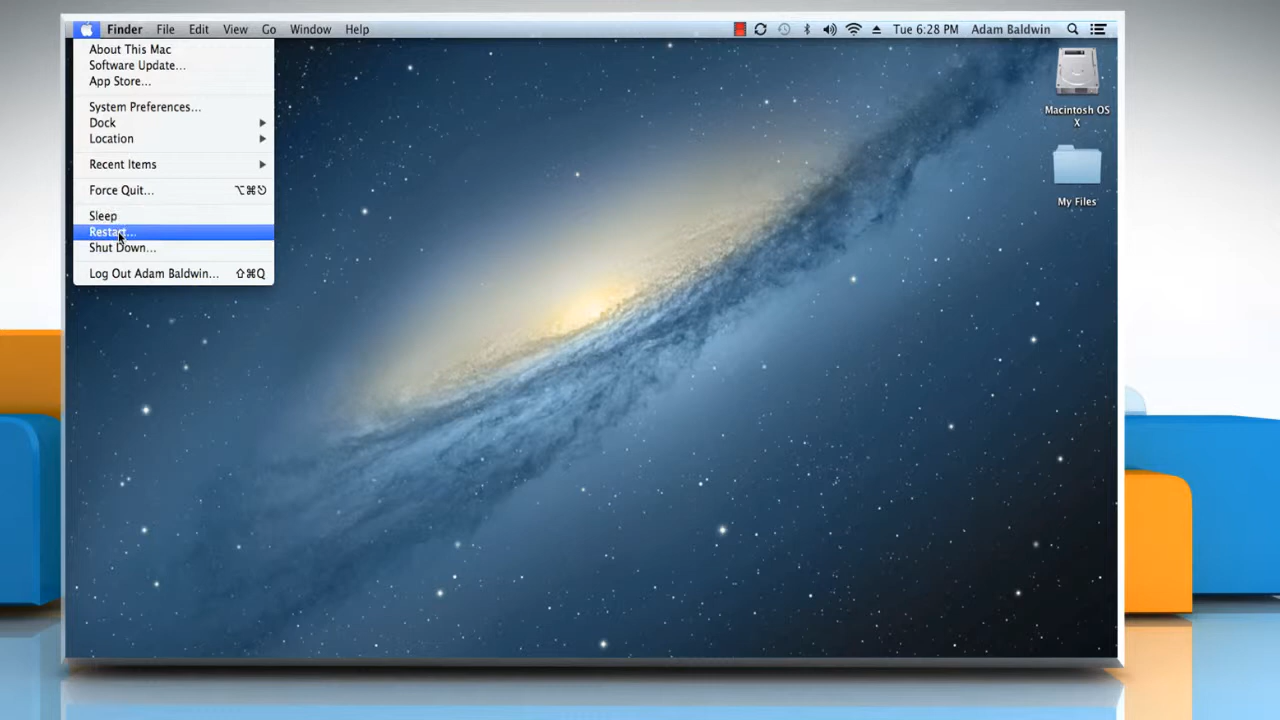 Finder File Edit View Go Window Help Tue 6:28 PM Adam Baldwin
About This Mac
Software Update...
App Store...
System Preferences...
Dock
Location
Recent Items
Force Quit... ⌥⌘⎋
Sleep
Restart...
Shut Down...
Log Out Adam Baldwin... ⇧⌘Q
Macintosh OS
X
My Files